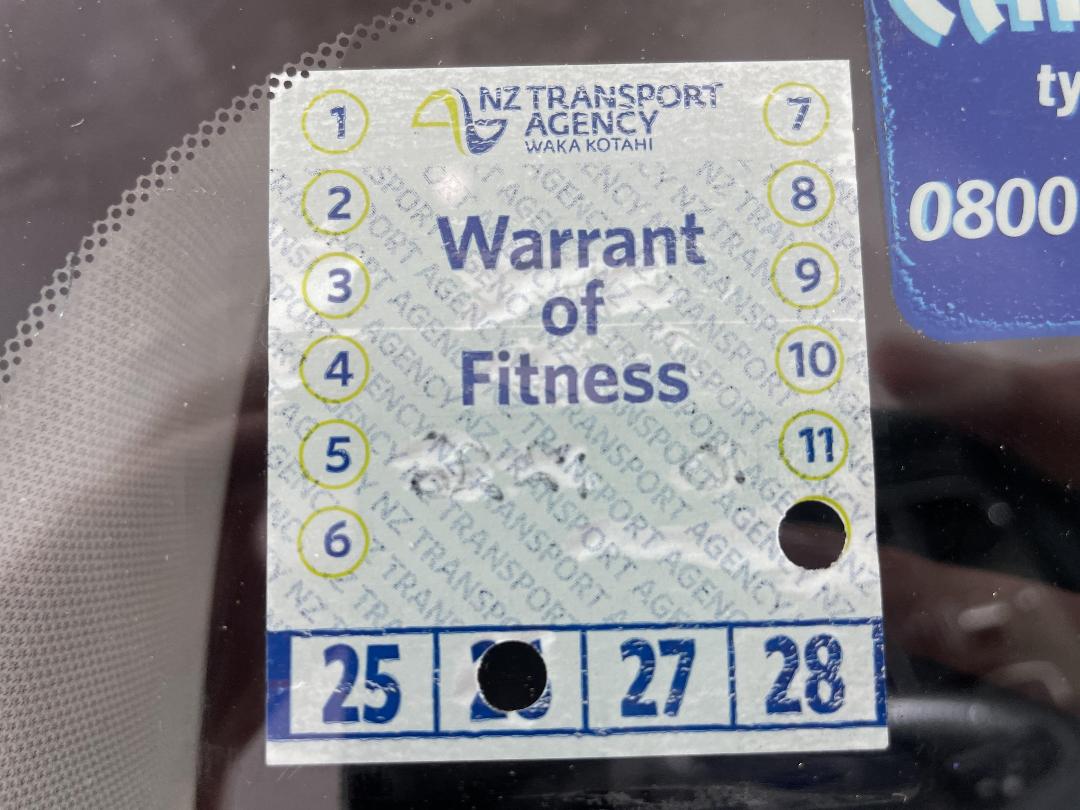 NZ TRANSPORT
AGENCY
WAKA KOTAHI
Warrant
of
Fitness
1
2
3
4
5
6
7
8
9
10
11
25
27
28
ty
0800